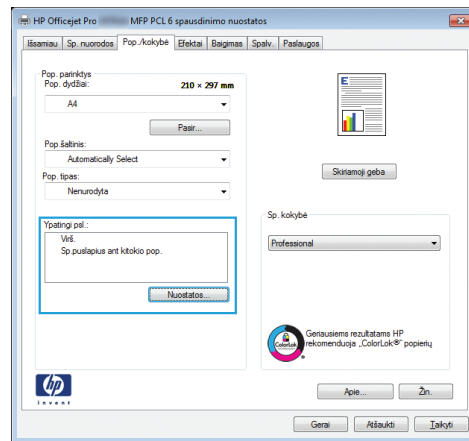 HP Officejet Pro MFP PCL 6 spausdinimo nuostatos
Išsamiau Sp. nuorodos Pop./kokybė Efektai Baigimas Spalv. Paslaugos
Pop. parinktys
Pop. dydžiai: 210 × 297 mm
A4
Pasir...
Pop.šaltinis:
Automatically Select
Pop. tipas:
Nenurodyta
Ypatingi psl.:
Virš.
Sp.puslapius ant kitokio pop.
Nuostatos...
E
Skiriamoji geba
Sp. kokybė
Professional
ColorLok
Geriausiems rezultatams HP
rekomenduoja „ColorLok®“ popierių
hp
invent
Apie... Žin.
Gerai Atšaukti Taikyti